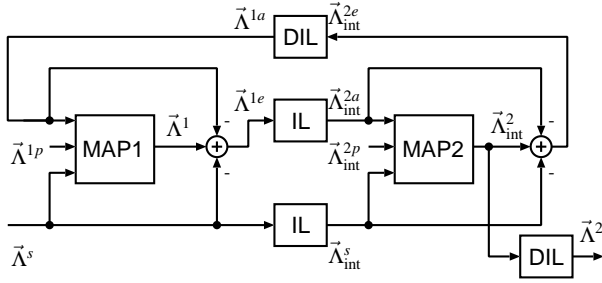 Λ⃗^{1a}
DIL
Λ⃗_{int}^{2e}
-
Λ⃗^{1e}
IL
Λ⃗_{int}^{2a}
-
Λ⃗^{1p}
MAP1
Λ⃗^{1}
+
Λ⃗_{int}^{2p}
MAP2
Λ⃗_{int}^{2}
+
-
-
Λ⃗^{s}
IL
Λ⃗_{int}^{s}
DIL
Λ⃗^{2}